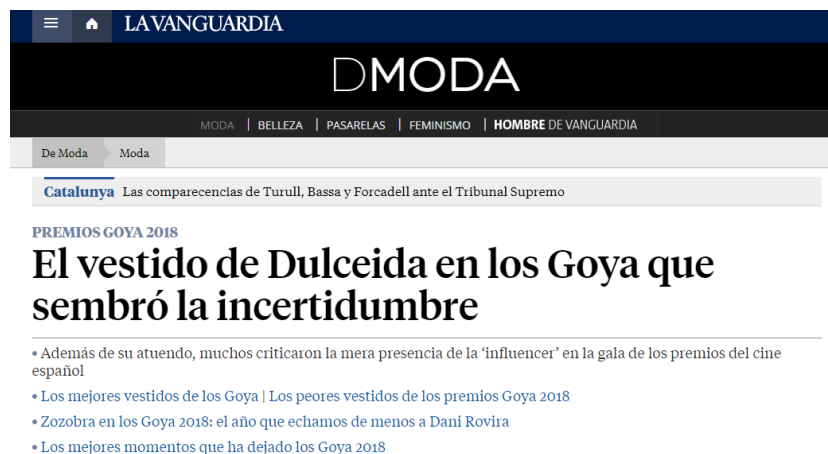 LAVANGUARDIA
DMODA
MODA | BELLEZA | PASARELAS | FEMINISMO | HOMBRE DE VANGUARDIA
De Moda Moda
Catalunya Las comparecencias de Turull, Bassa y Forcadell ante el Tribunal Supremo
PREMIOS GOYA 2018
El vestido de Dulceida en los Goya que
sembró la incertidumbre
• Además de su atuendo, muchos criticaron la mera presencia de la ‘influencer’ en la gala de los premios del cine
español
• Los mejores vestidos de los Goya | Los peores vestidos de los premios Goya 2018
• Zozobra en los Goya 2018: el año que echamos de menos a Dani Rovira
• Los mejores momentos que ha dejado los Goya 2018